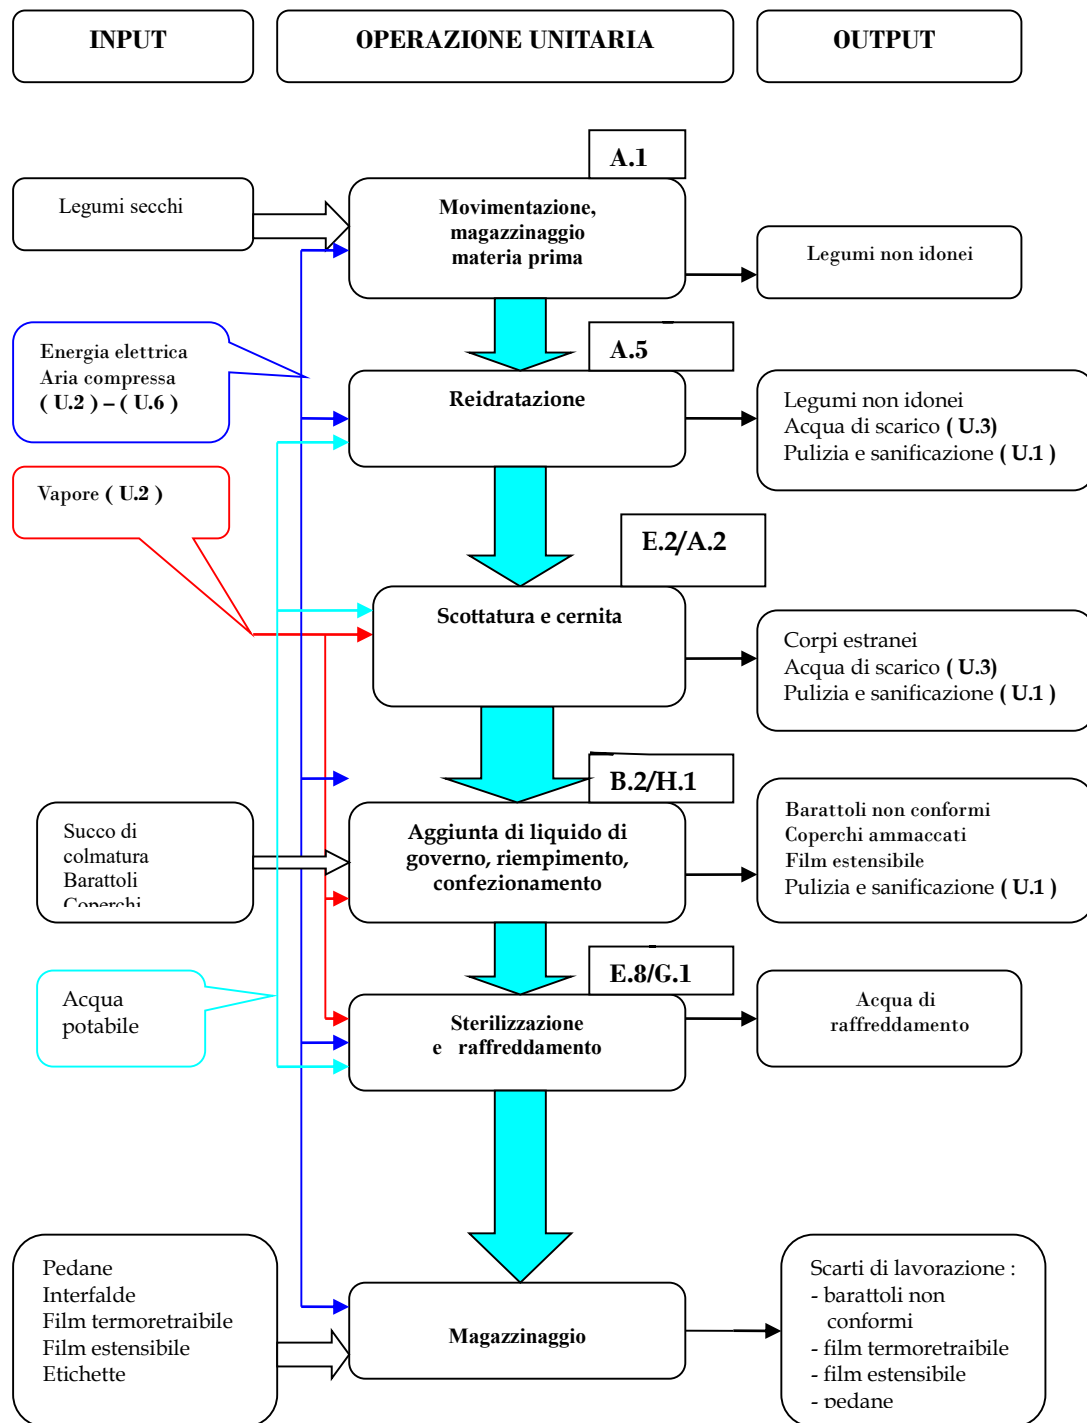 INPUT
OPERAZIONE UNITARIA
OUTPUT
A.1
Legumi secchi
Movimentazione,
magazzinaggio
materia prima
Legumi non idonei
Energia elettrica
Aria compressa
( U.2 ) – ( U.6 )
A.5
Reidratazione
Legumi non idonei
Acqua di scarico ( U.3)
Pulizia e sanificazione ( U.1 )
Vapore ( U.2 )
E.2/A.2
Scottatura e cernita
Corpi estranei
Acqua di scarico ( U.3)
Pulizia e sanificazione ( U.1 )
B.2/H.1
Succo di
colmatura
Barattoli
Coperchi
Aggiunta di liquido di
governo, riempimento,
confezionamento
Barattoli non conformi
Coperchi ammaccati
Film estensibile
Pulizia e sanificazione ( U.1 )
E.8/G.1
Acqua
potabile
Sterilizzazione
e raffreddamento
Acqua di
raffreddamento
Pedane
Interfalde
Film termoretraibile
Film estensibile
Etichette
Magazzinaggio
Scarti di lavorazione :
- barattoli non
conformi
- film termoretraibile
- film estensibile
- pedane